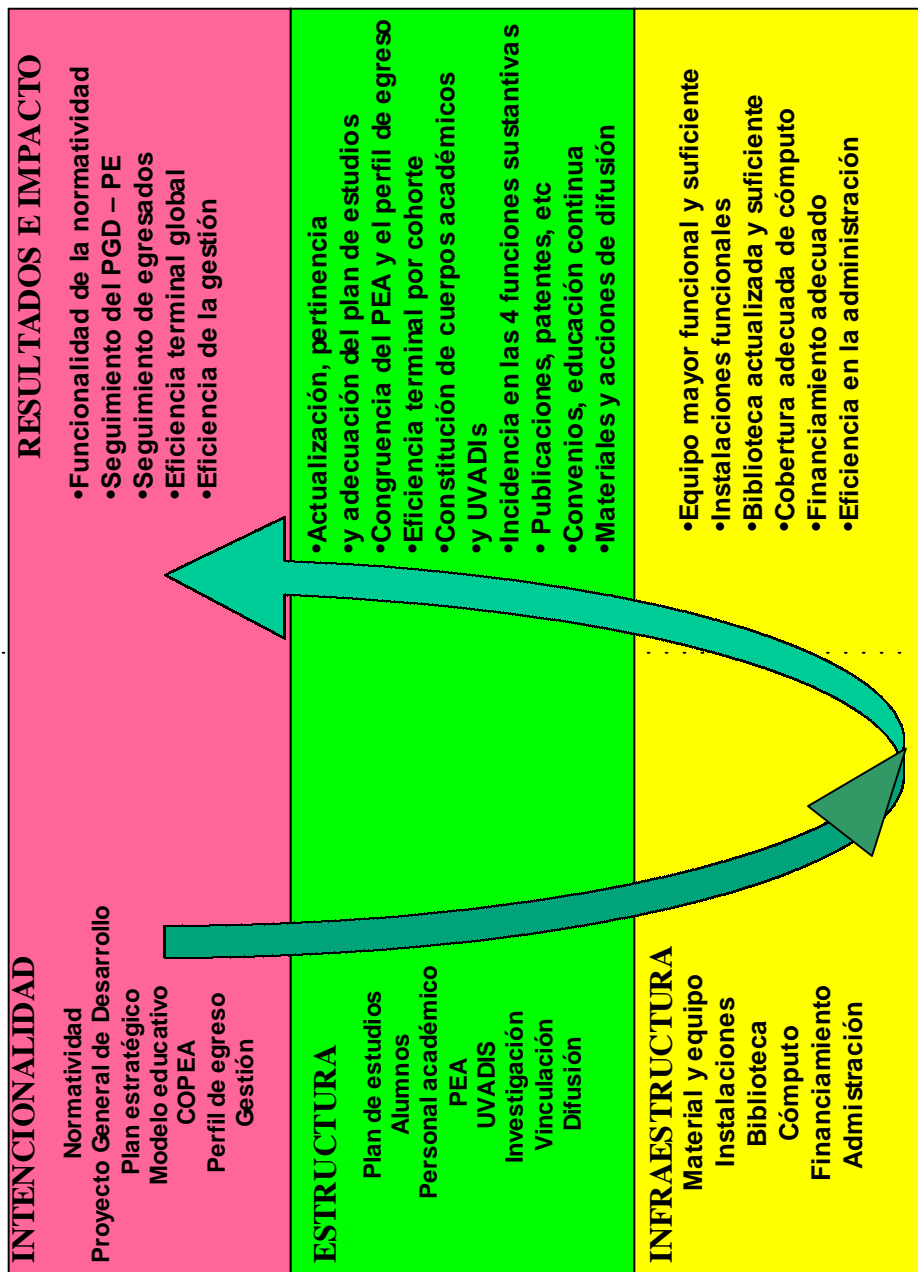 INTENCIONALIDAD
Normatividad
Proyecto General de Desarrollo
Plan estratégico
Modelo educativo
COPEA
Perfil de egreso
Gestión
RESULTADOS E IMPACTO
•Funcionalidad de la normatividad
•Seguimiento del PGD – PE
•Seguimiento de egresados
•Eficiencia terminal global
•Eficiencia de la gestión
ESTRUCTURA
Plan de estudios
Alumnos
Personal académico
PEA
UVADIS
Investigación
Vinculación
Difusión
•Actualización, pertinencia
•y adecuación del plan de estudios
•Congruencia del PEA y el perfil de egreso
•Eficiencia terminal por cohorte
•Constitución de cuerpos académicos
•y UVADIs
•Incidencia en las 4 funciones sustantivas
• Publicaciones, patentes, etc
•Convenios, educación continua
•Materiales y acciones de difusión
INFRAESTRUCTURA
Material y equipo
Instalaciones
Biblioteca
Cómputo
Financiamiento
Administración
•Equipo mayor funcional y suficiente
•Instalaciones funcionales
•Biblioteca actualizada y suficiente
•Cobertura adecuada de cómputo
•Financiamiento adecuado
•Eficiencia en la administración